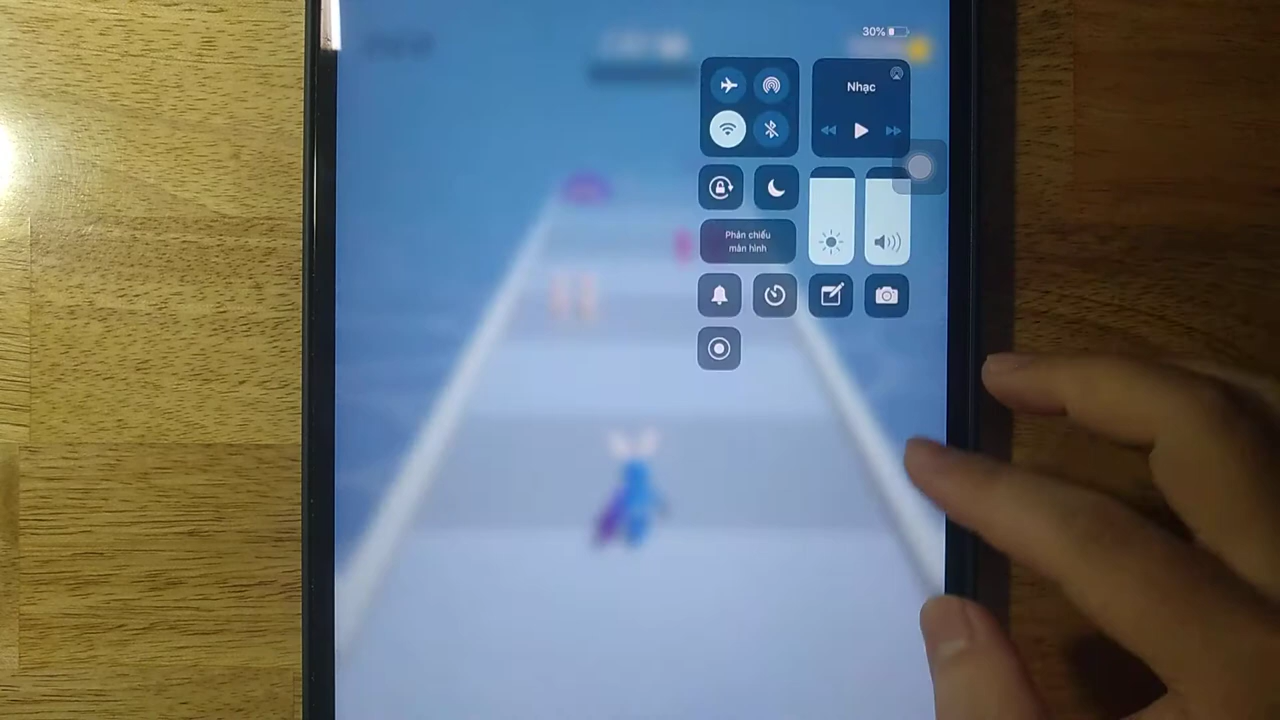 30%
Nhạc
Phản chiếu
màn hình